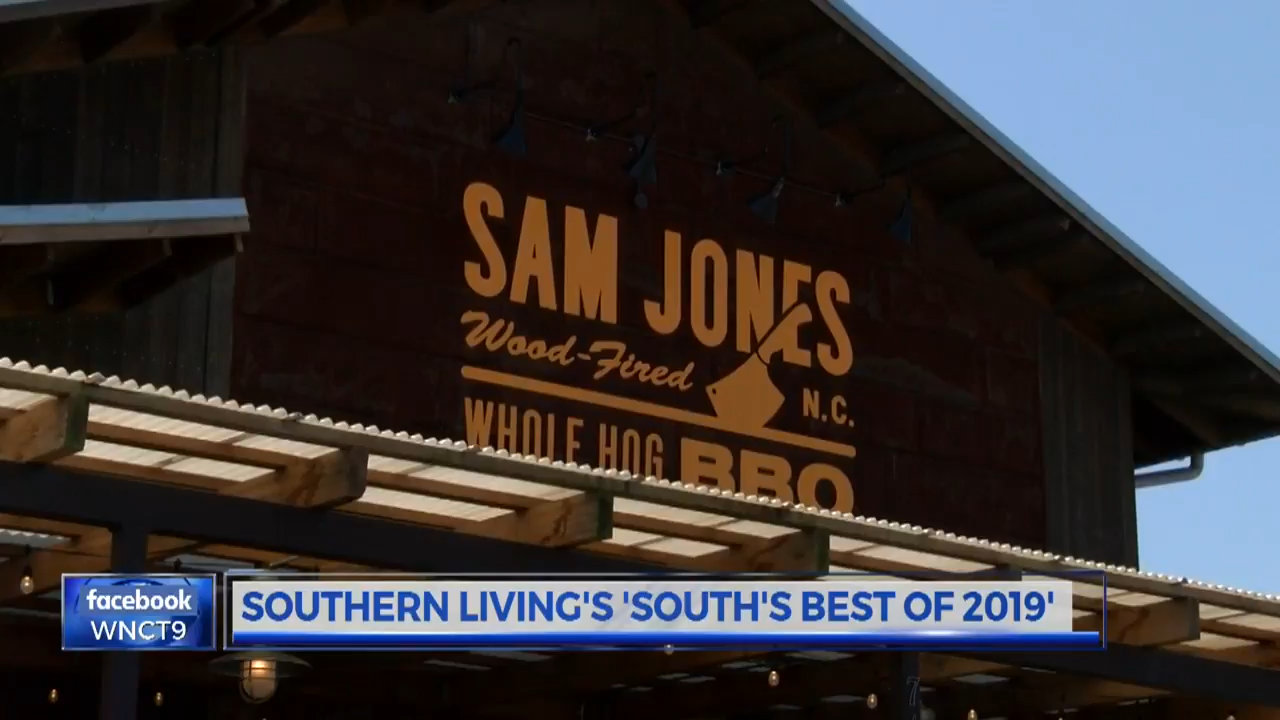 SAM JONES
Wood-Fired
N.C.
WHOLE HOG BBQ
facebook
WNCT9
SOUTHERN LIVING'S 'SOUTH'S BEST OF 2019'